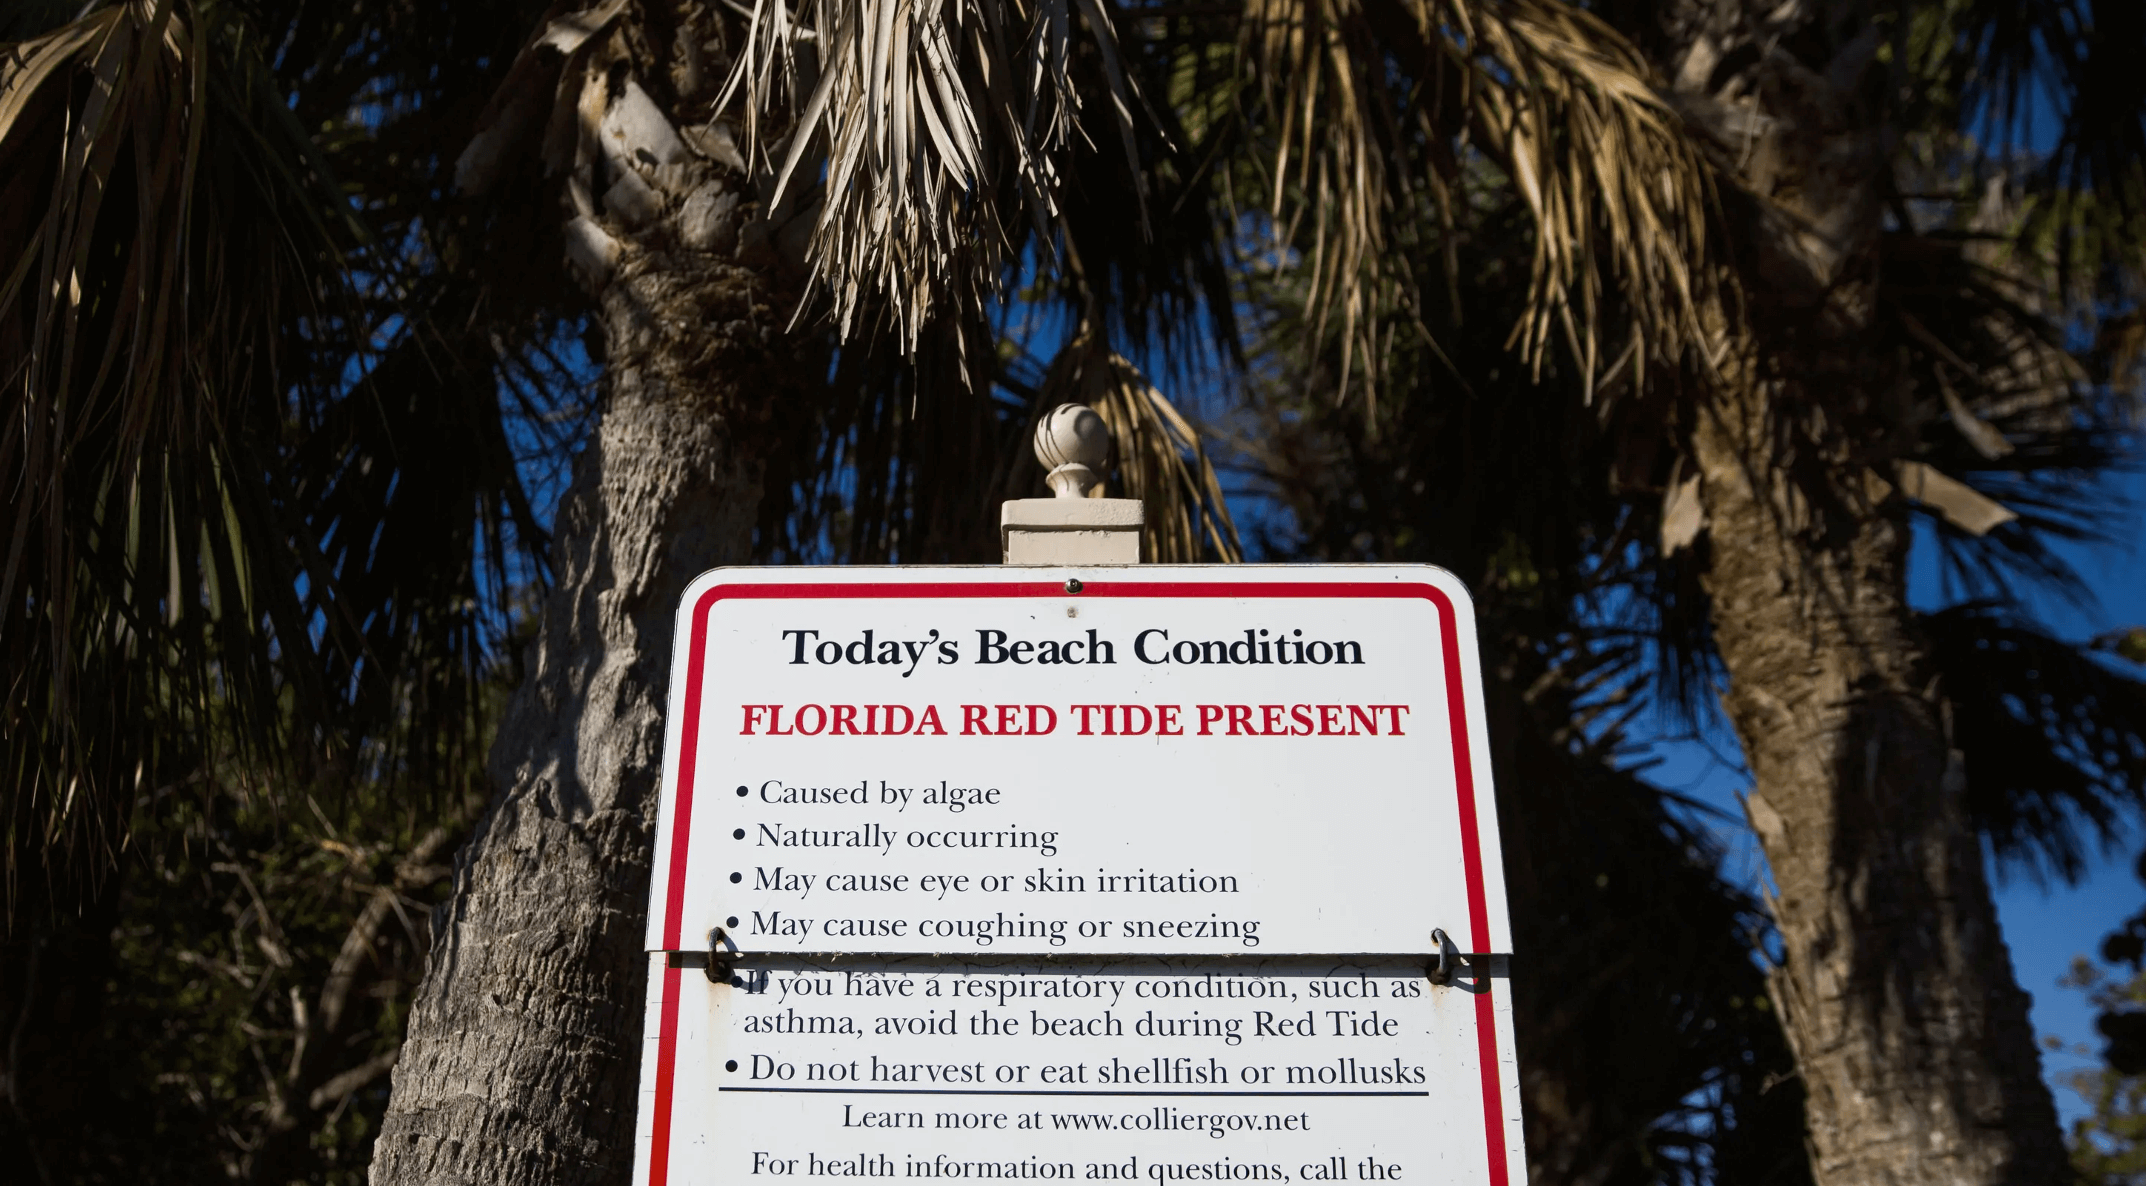 Today's Beach Condition
FLORIDA RED TIDE PRESENT
• Caused by algae
• Naturally occurring
• May cause eye or skin irritation
• May cause coughing or sneezing
• If you have a respiratory condition, such as
asthma, avoid the beach during Red Tide
• Do not harvest or eat shellfish or mollusks
Learn more at www.colliergov.net
For health information and questions, call the